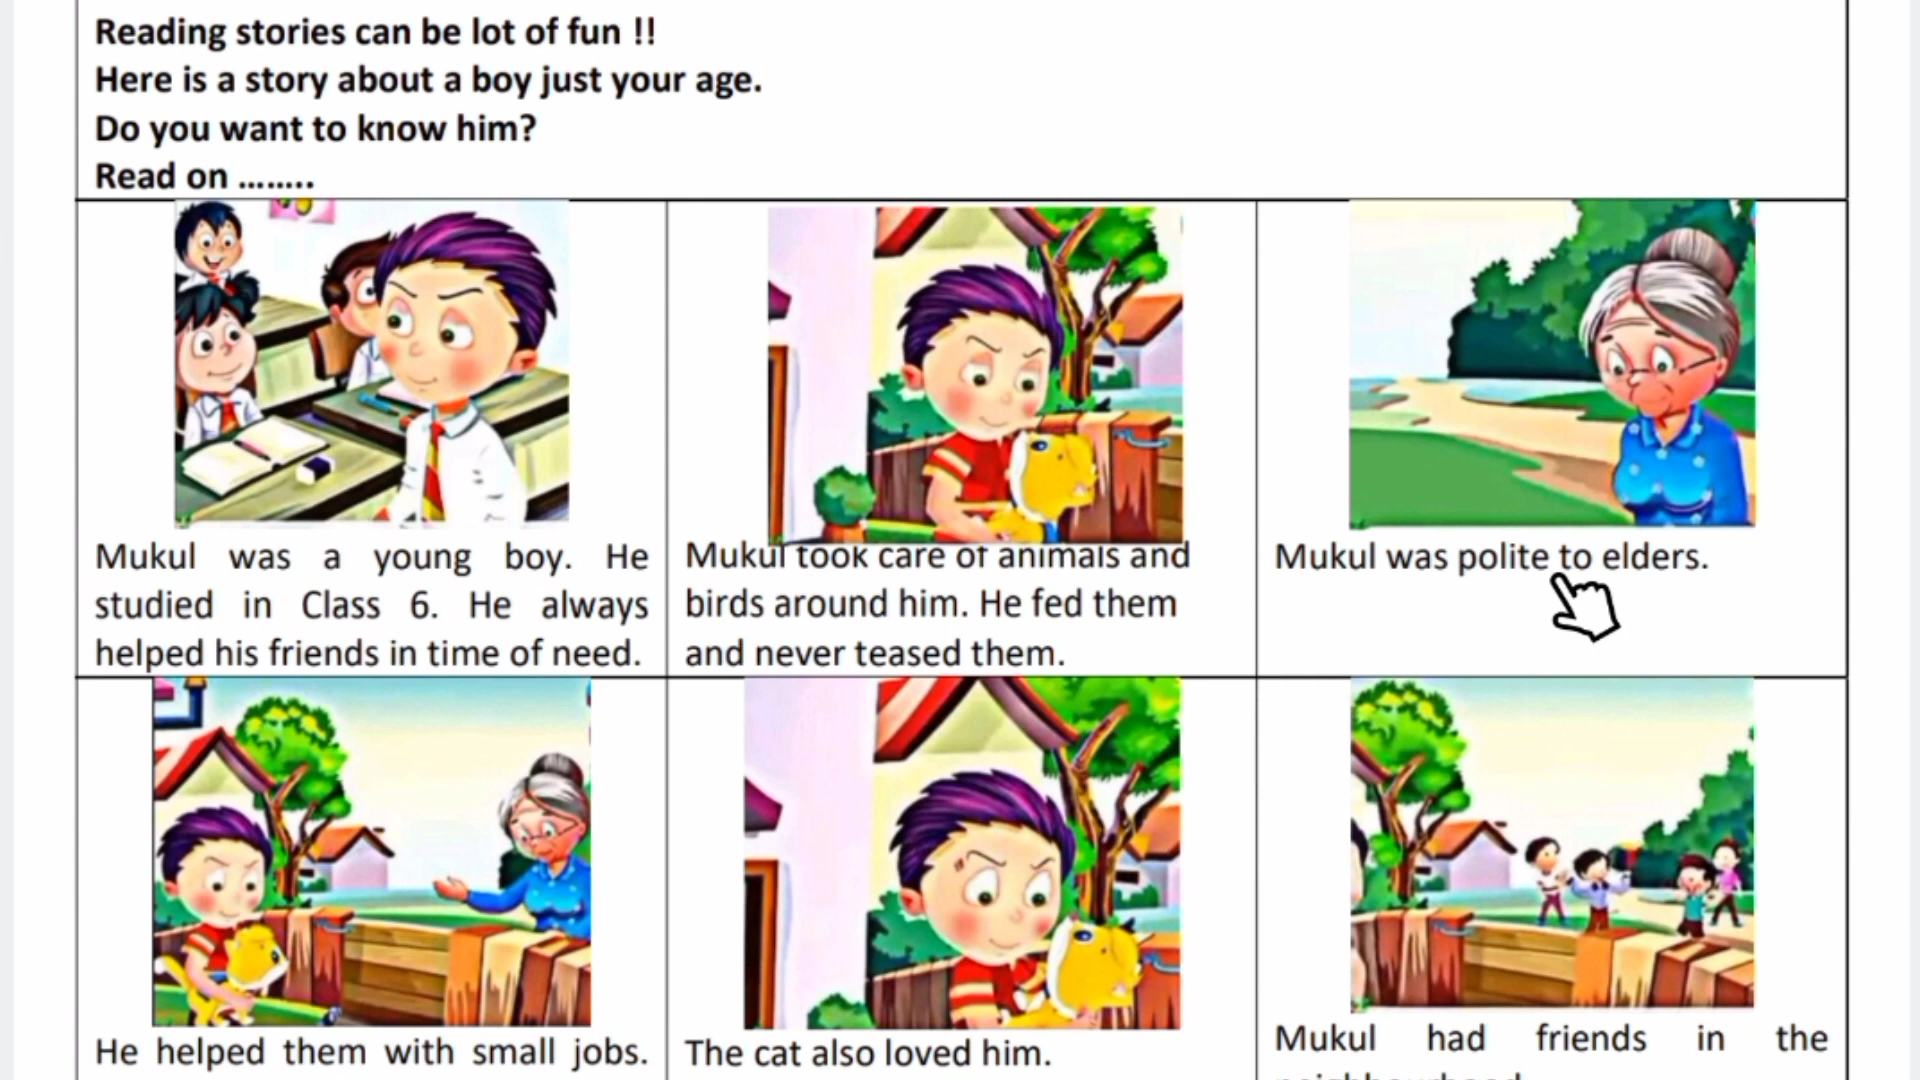 Reading stories can be lot of fun !!
Here is a story about a boy just your age.
Do you want to know him?
Read on ........
Mukul was a young boy. He
studied in Class 6. He always
helped his friends in time of need.
Mukul took care of animals and
birds around him. He fed them
and never teased them.
Mukul was polite to elders.
He helped them with small jobs.
The cat also loved him.
Mukul had friends in the